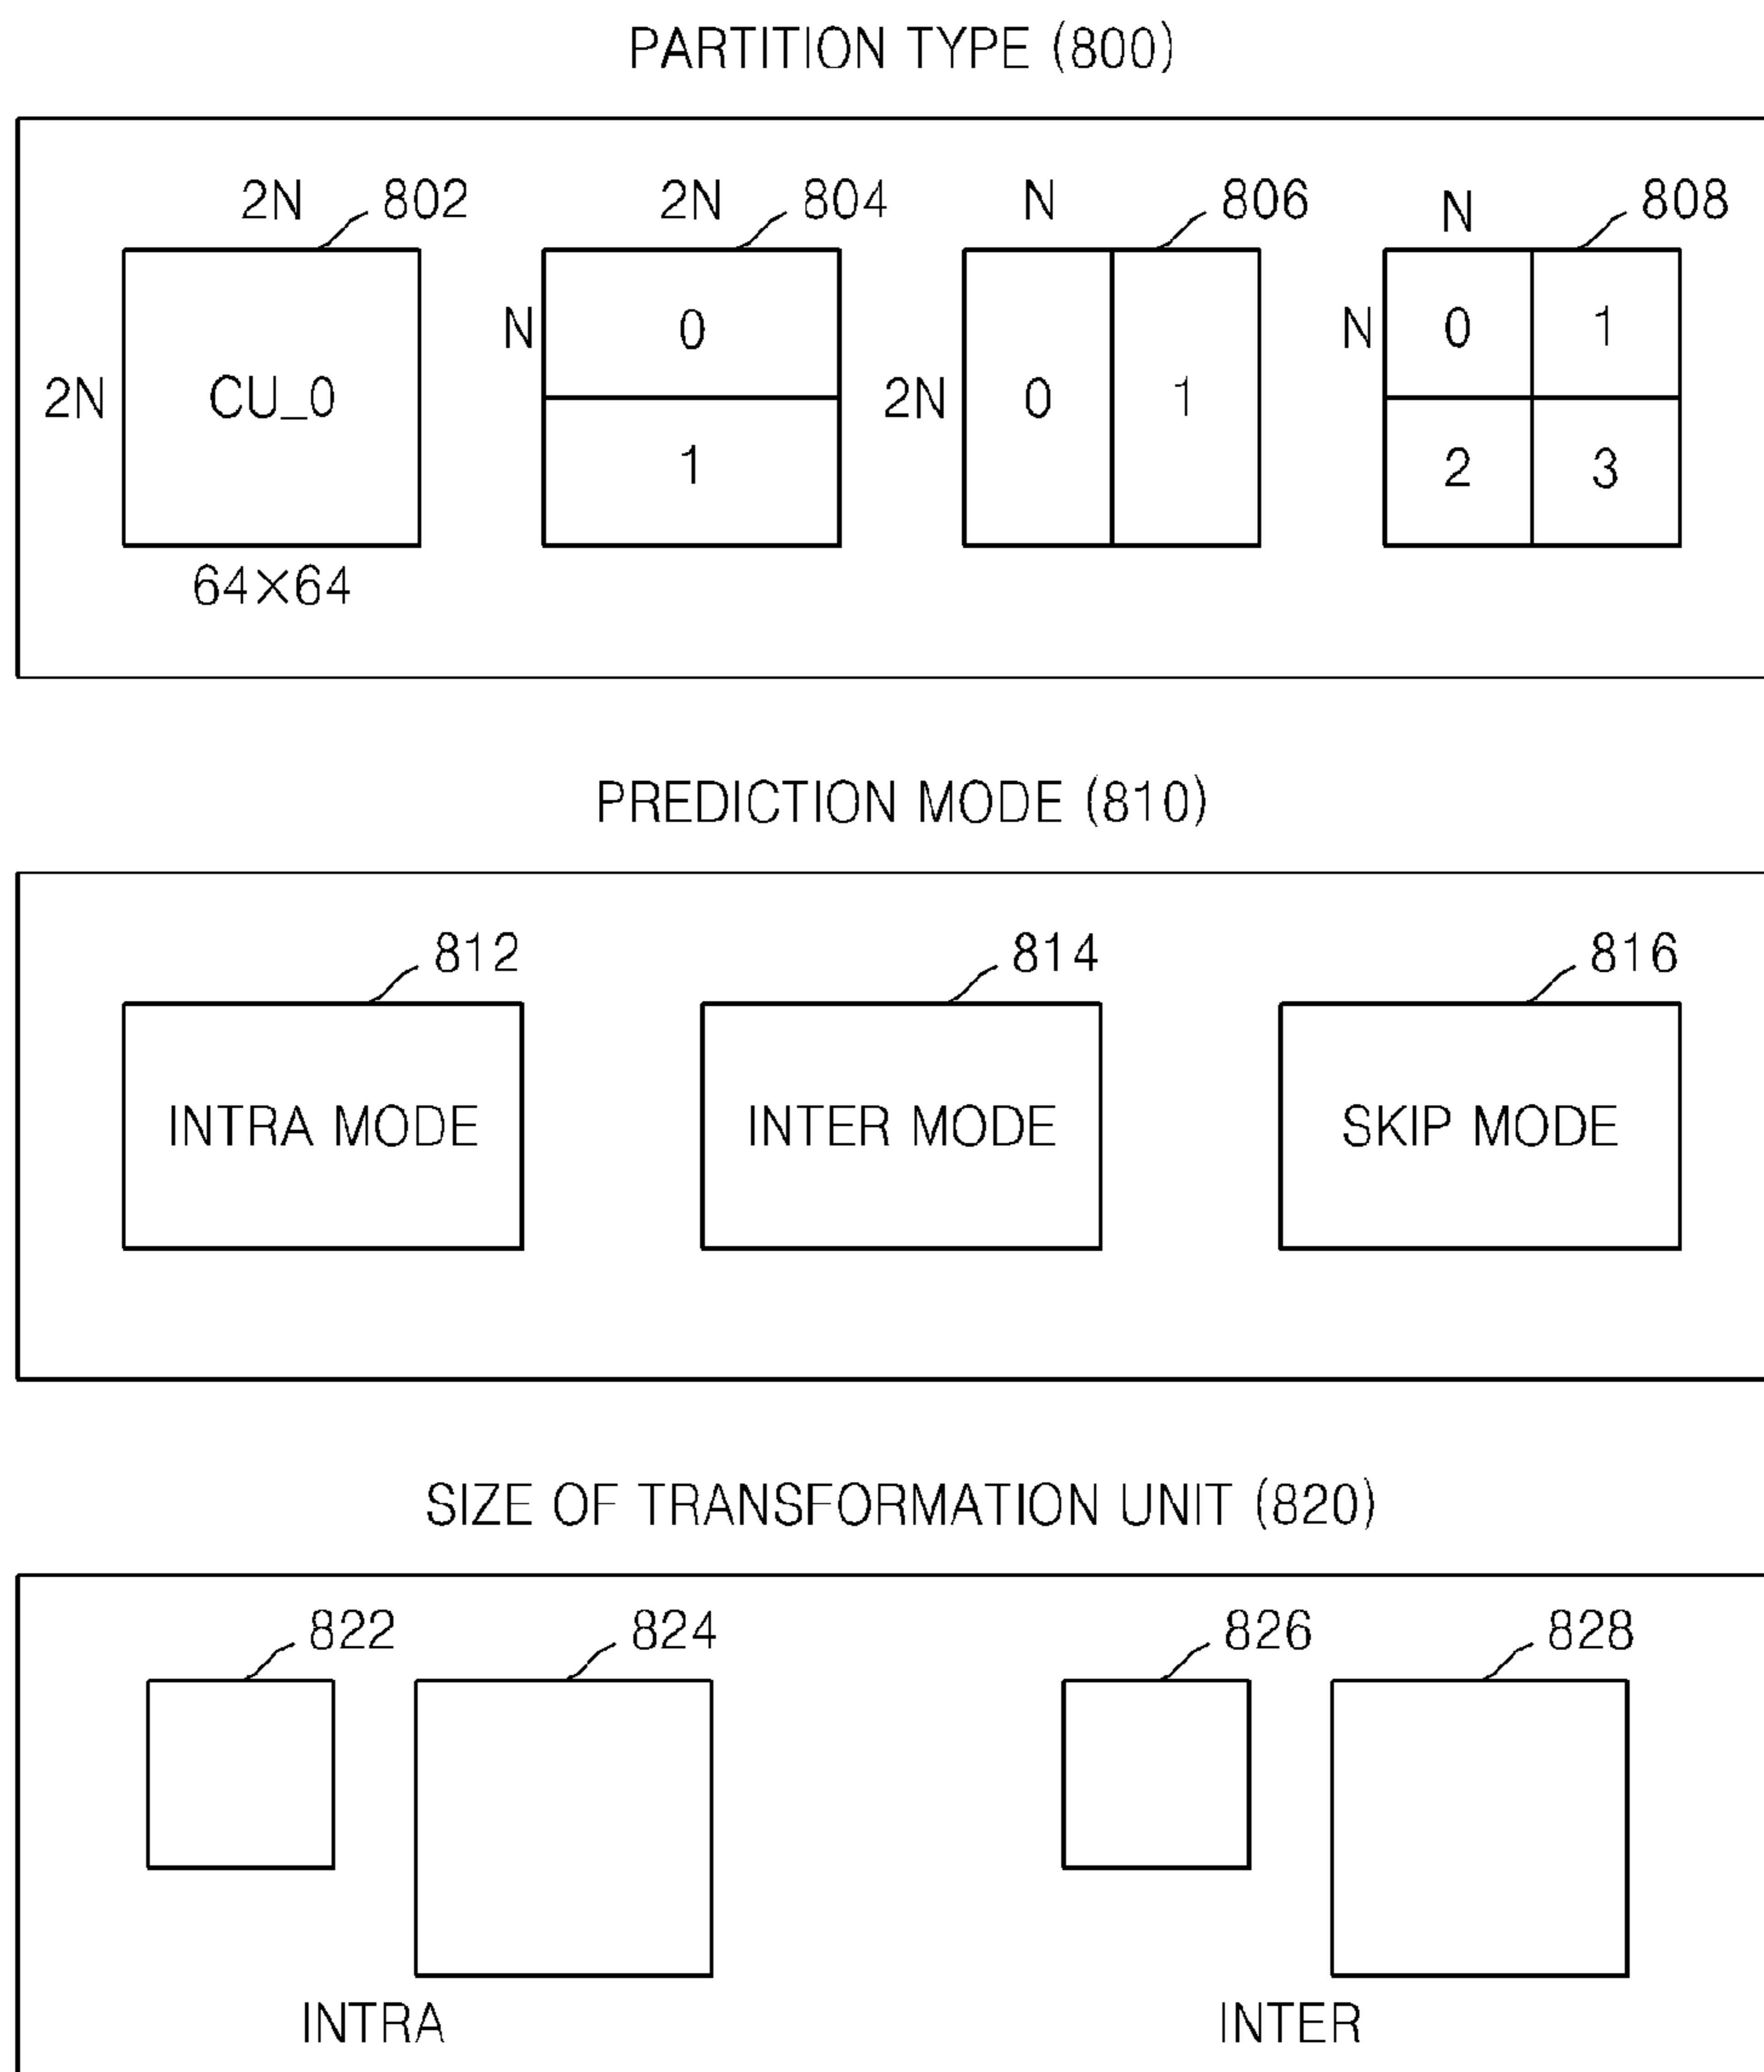 PARTITION TYPE (800)
2N 802 2N 804 N 806 N 808
N 0 N 0 1
2N CU_0 2N 0 1
1 2 3
64×64
PREDICTION MODE (810)
812 814 816
INTRA MODE INTER MODE SKIP MODE
SIZE OF TRANSFORMATION UNIT (820)
822 824 826 828
INTRA INTER